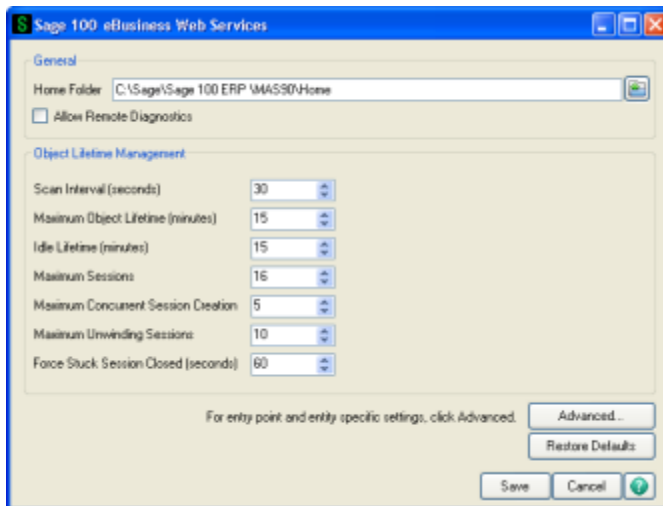 Sage 100 eBusiness Web Services
General
Home Folder C:\Sage\Sage 100 ERP \MAS90\Home
Allow Remote Diagnostics
Object Lifetime Management
Scan Interval (seconds) 30
Maximum Object Lifetime (minutes) 15
Idle Lifetime (minutes) 15
Maximum Sessions 16
Maximum Concurrent Session Creation 5
Maximum Unwinding Sessions 10
Force Stuck Session Closed (seconds) 60
For entry point and entity specific settings, click Advanced. Advanced...
Restore Defaults
Save Cancel ?